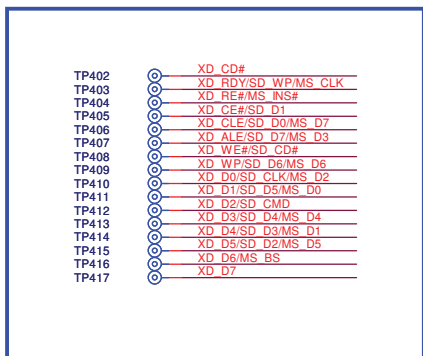 TP402 XD_CD#
TP403 XD_RDY/SD_WP/MS_CLK
TP404 XD_RE#/MS_INS#
TP405 XD_CE#/SD_D1
TP406 XD_CLE/SD_D0/MS_D7
TP407 XD_ALE/SD_D7/MS_D3
TP408 XD_WE#/SD_CD#
TP409 XD_WP/SD_D6/MS_D6
TP410 XD_D0/SD_CLK/MS_D2
TP411 XD_D1/SD_D5/MS_D0
TP412 XD_D2/SD_CMD
TP413 XD_D3/SD_D4/MS_D4
TP414 XD_D4/SD_D3/MS_D1
TP415 XD_D5/SD_D2/MS_D5
TP416 XD_D6/MS_BS
TP417 XD_D7